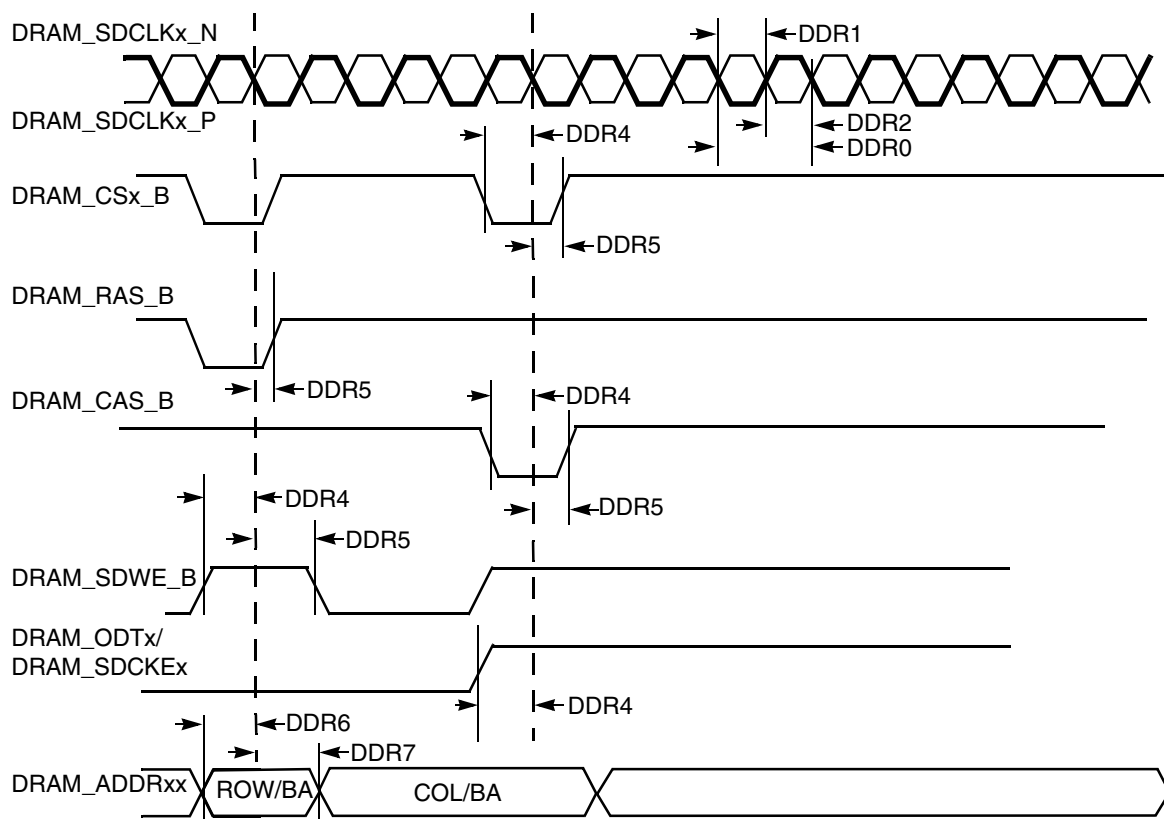 DRAM_SDCLKx_N
DDR1
DRAM_SDCLKx_P
DDR4
DDR2
DDR0
DRAM_CSx_B
DDR5
DRAM_RAS_B
DDR5
DDR4
DRAM_CAS_B
DDR4
DDR5
DDR5
DRAM_SDWE_B
DRAM_ODTx/
DRAM_SDCKEx
DDR4
DDR6
DDR7
DRAM_ADDRxx
ROW/BA
COL/BA